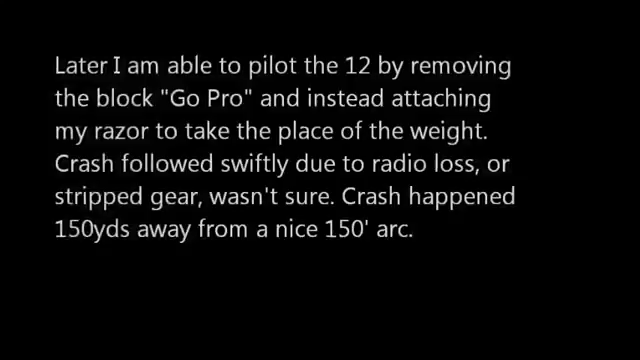 Later I am able to pilot the 12 by removing
the block "Go Pro" and instead attaching
my razor to take the place of the weight.
Crash followed swiftly due to radio loss, or
stripped gear, wasn't sure. Crash happened
150yds away from a nice 150' arc.